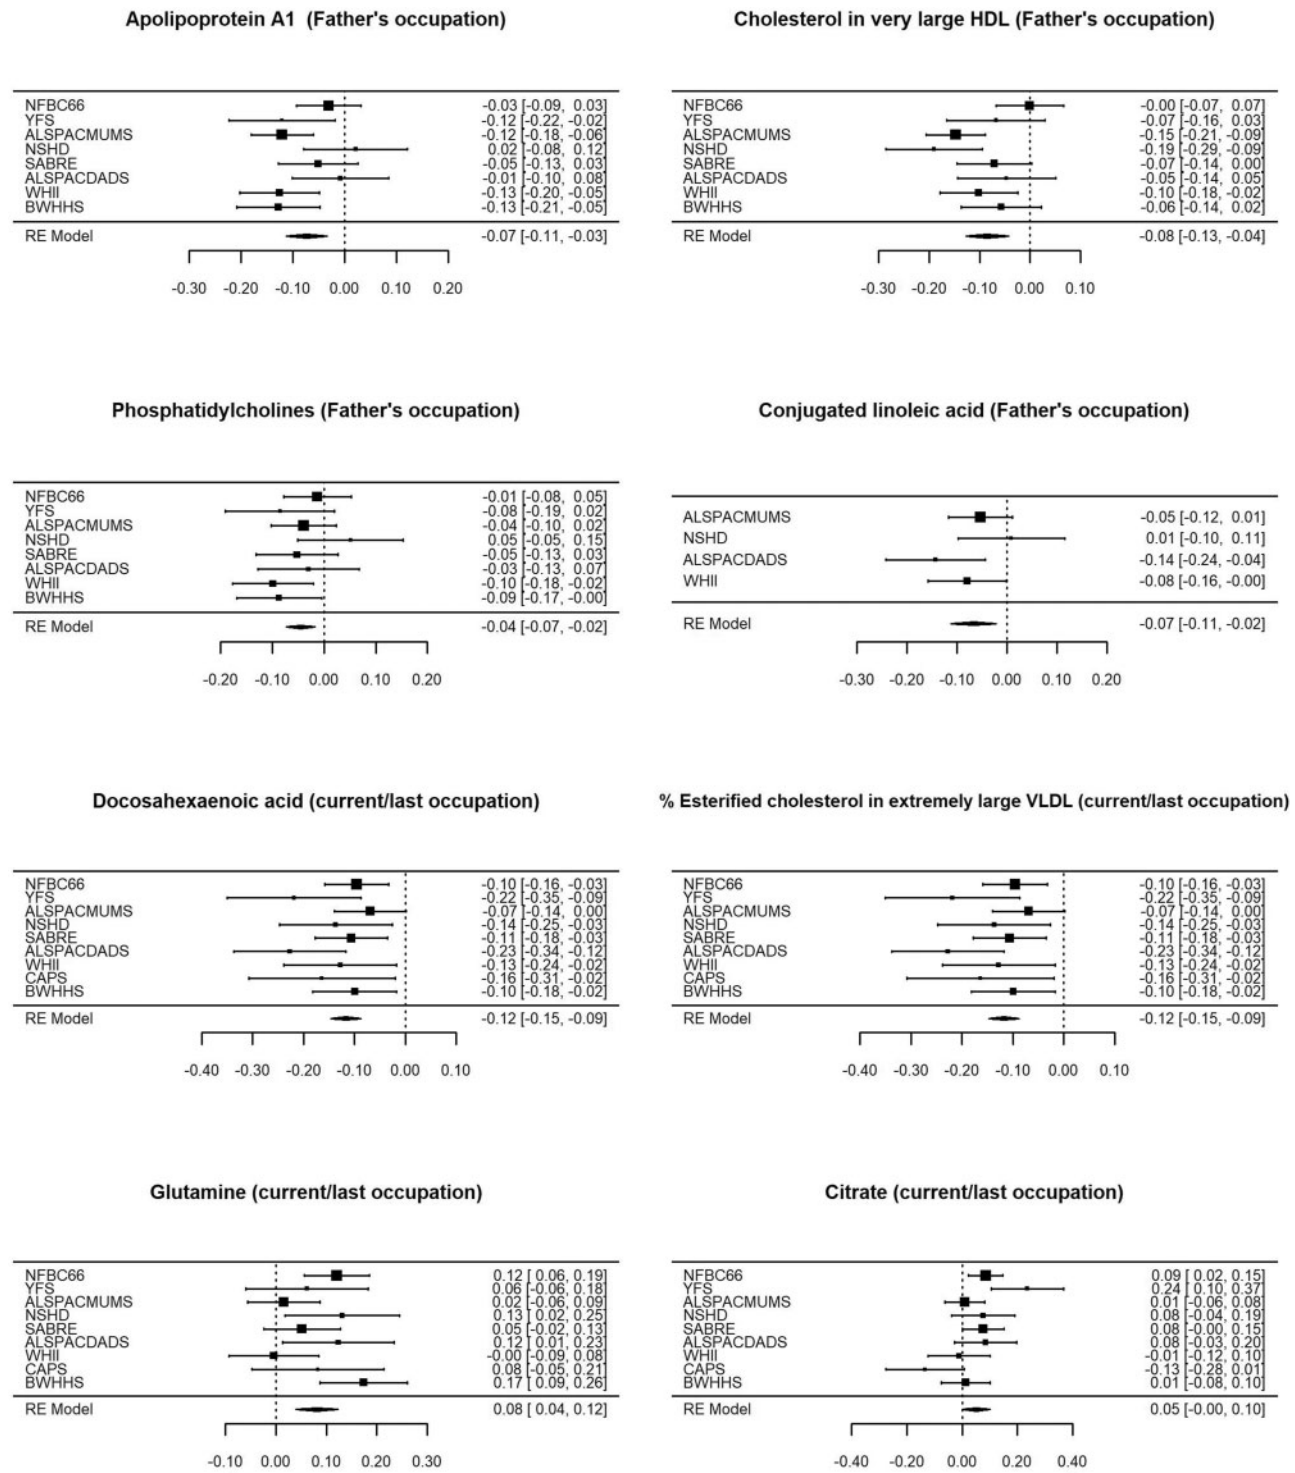 Apolipoprotein A1 (Father's occupation)
NFBC66 -0.03 [-0.09, 0.03]
YFS -0.12 [-0.22, -0.02]
ALSPACMUMS -0.12 [-0.18, -0.06]
NSHD 0.02 [-0.08, 0.12]
SABRE -0.05 [-0.13, 0.03]
ALSPACDADS -0.01 [-0.10, 0.08]
WHII -0.13 [-0.20, -0.05]
BWHHS -0.13 [-0.21, -0.05]
RE Model -0.07 [-0.11, -0.03]
-0.30 -0.20 -0.10 0.00 0.10 0.20
Cholesterol in very large HDL (Father's occupation)
NFBC66 -0.00 [-0.07, 0.07]
YFS -0.07 [-0.16, 0.03]
ALSPACMUMS -0.15 [-0.21, -0.09]
NSHD -0.19 [-0.29, -0.09]
SABRE -0.07 [-0.14, 0.00]
ALSPACDADS -0.05 [-0.14, 0.05]
WHII -0.10 [-0.18, -0.02]
BWHHS -0.06 [-0.14, 0.02]
RE Model -0.08 [-0.13, -0.04]
-0.30 -0.20 -0.10 0.00 0.10
Phosphatidylcholines (Father's occupation)
NFBC66 -0.01 [-0.08, 0.05]
YFS -0.08 [-0.19, 0.02]
ALSPACMUMS -0.04 [-0.10, 0.02]
NSHD 0.05 [-0.05, 0.15]
SABRE -0.05 [-0.13, 0.03]
ALSPACDADS -0.03 [-0.13, 0.07]
WHII -0.10 [-0.18, -0.02]
BWHHS -0.09 [-0.17, -0.00]
RE Model -0.04 [-0.07, -0.02]
-0.20 -0.10 0.00 0.10 0.20
Conjugated linoleic acid (Father's occupation)
ALSPACMUMS -0.05 [-0.12, 0.01]
NSHD 0.01 [-0.10, 0.11]
ALSPACDADS -0.14 [-0.24, -0.04]
WHII -0.08 [-0.16, -0.00]
RE Model -0.07 [-0.11, -0.02]
-0.30 -0.20 -0.10 0.00 0.10 0.20
Docosahexaenoic acid (current/last occupation)
NFBC66 -0.10 [-0.16, -0.03]
YFS -0.22 [-0.35, -0.09]
ALSPACMUMS -0.07 [-0.14, 0.00]
NSHD -0.14 [-0.25, -0.03]
SABRE -0.11 [-0.18, -0.03]
ALSPACDADS -0.23 [-0.34, -0.12]
WHII -0.13 [-0.24, -0.02]
CAPS -0.16 [-0.31, -0.02]
BWHHS -0.10 [-0.18, -0.02]
RE Model -0.12 [-0.15, -0.09]
-0.40 -0.30 -0.20 -0.10 0.00 0.10
% Esterified cholesterol in extremely large VLDL (current/last occupation)
NFBC66 -0.10 [-0.16, -0.03]
YFS -0.22 [-0.35, -0.09]
ALSPACMUMS -0.07 [-0.14, 0.00]
NSHD -0.14 [-0.25, -0.03]
SABRE -0.11 [-0.18, -0.03]
ALSPACDADS -0.23 [-0.34, -0.12]
WHII -0.13 [-0.24, -0.02]
CAPS -0.16 [-0.31, -0.02]
BWHHS -0.10 [-0.18, -0.02]
RE Model -0.12 [-0.15, -0.09]
-0.40 -0.30 -0.20 -0.10 0.00 0.10
Glutamine (current/last occupation)
NFBC66 0.12 [ 0.06, 0.19]
YFS 0.06 [-0.06, 0.18]
ALSPACMUMS 0.02 [-0.06, 0.09]
NSHD 0.13 [ 0.02, 0.25]
SABRE 0.05 [-0.02, 0.13]
ALSPACDADS 0.12 [ 0.01, 0.23]
WHII -0.00 [-0.09, 0.08]
CAPS 0.08 [-0.05, 0.21]
BWHHS 0.17 [ 0.09, 0.26]
RE Model 0.08 [ 0.04, 0.12]
-0.10 0.00 0.10 0.20 0.30
Citrate (current/last occupation)
NFBC66 0.09 [ 0.02, 0.15]
YFS 0.24 [ 0.10, 0.37]
ALSPACMUMS 0.01 [-0.06, 0.08]
NSHD 0.08 [-0.04, 0.19]
SABRE 0.08 [-0.00, 0.15]
ALSPACDADS 0.08 [-0.03, 0.20]
WHII -0.01 [-0.12, 0.10]
CAPS -0.13 [-0.28, 0.01]
BWHHS 0.01 [-0.08, 0.10]
RE Model 0.05 [-0.00, 0.10]
-0.40 -0.20 0.00 0.20 0.40